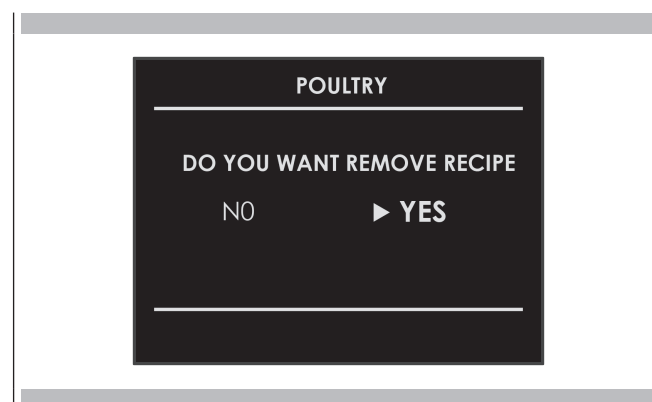 POULTRY
DO YOU WANT REMOVE RECIPE
N0 ▶ YES